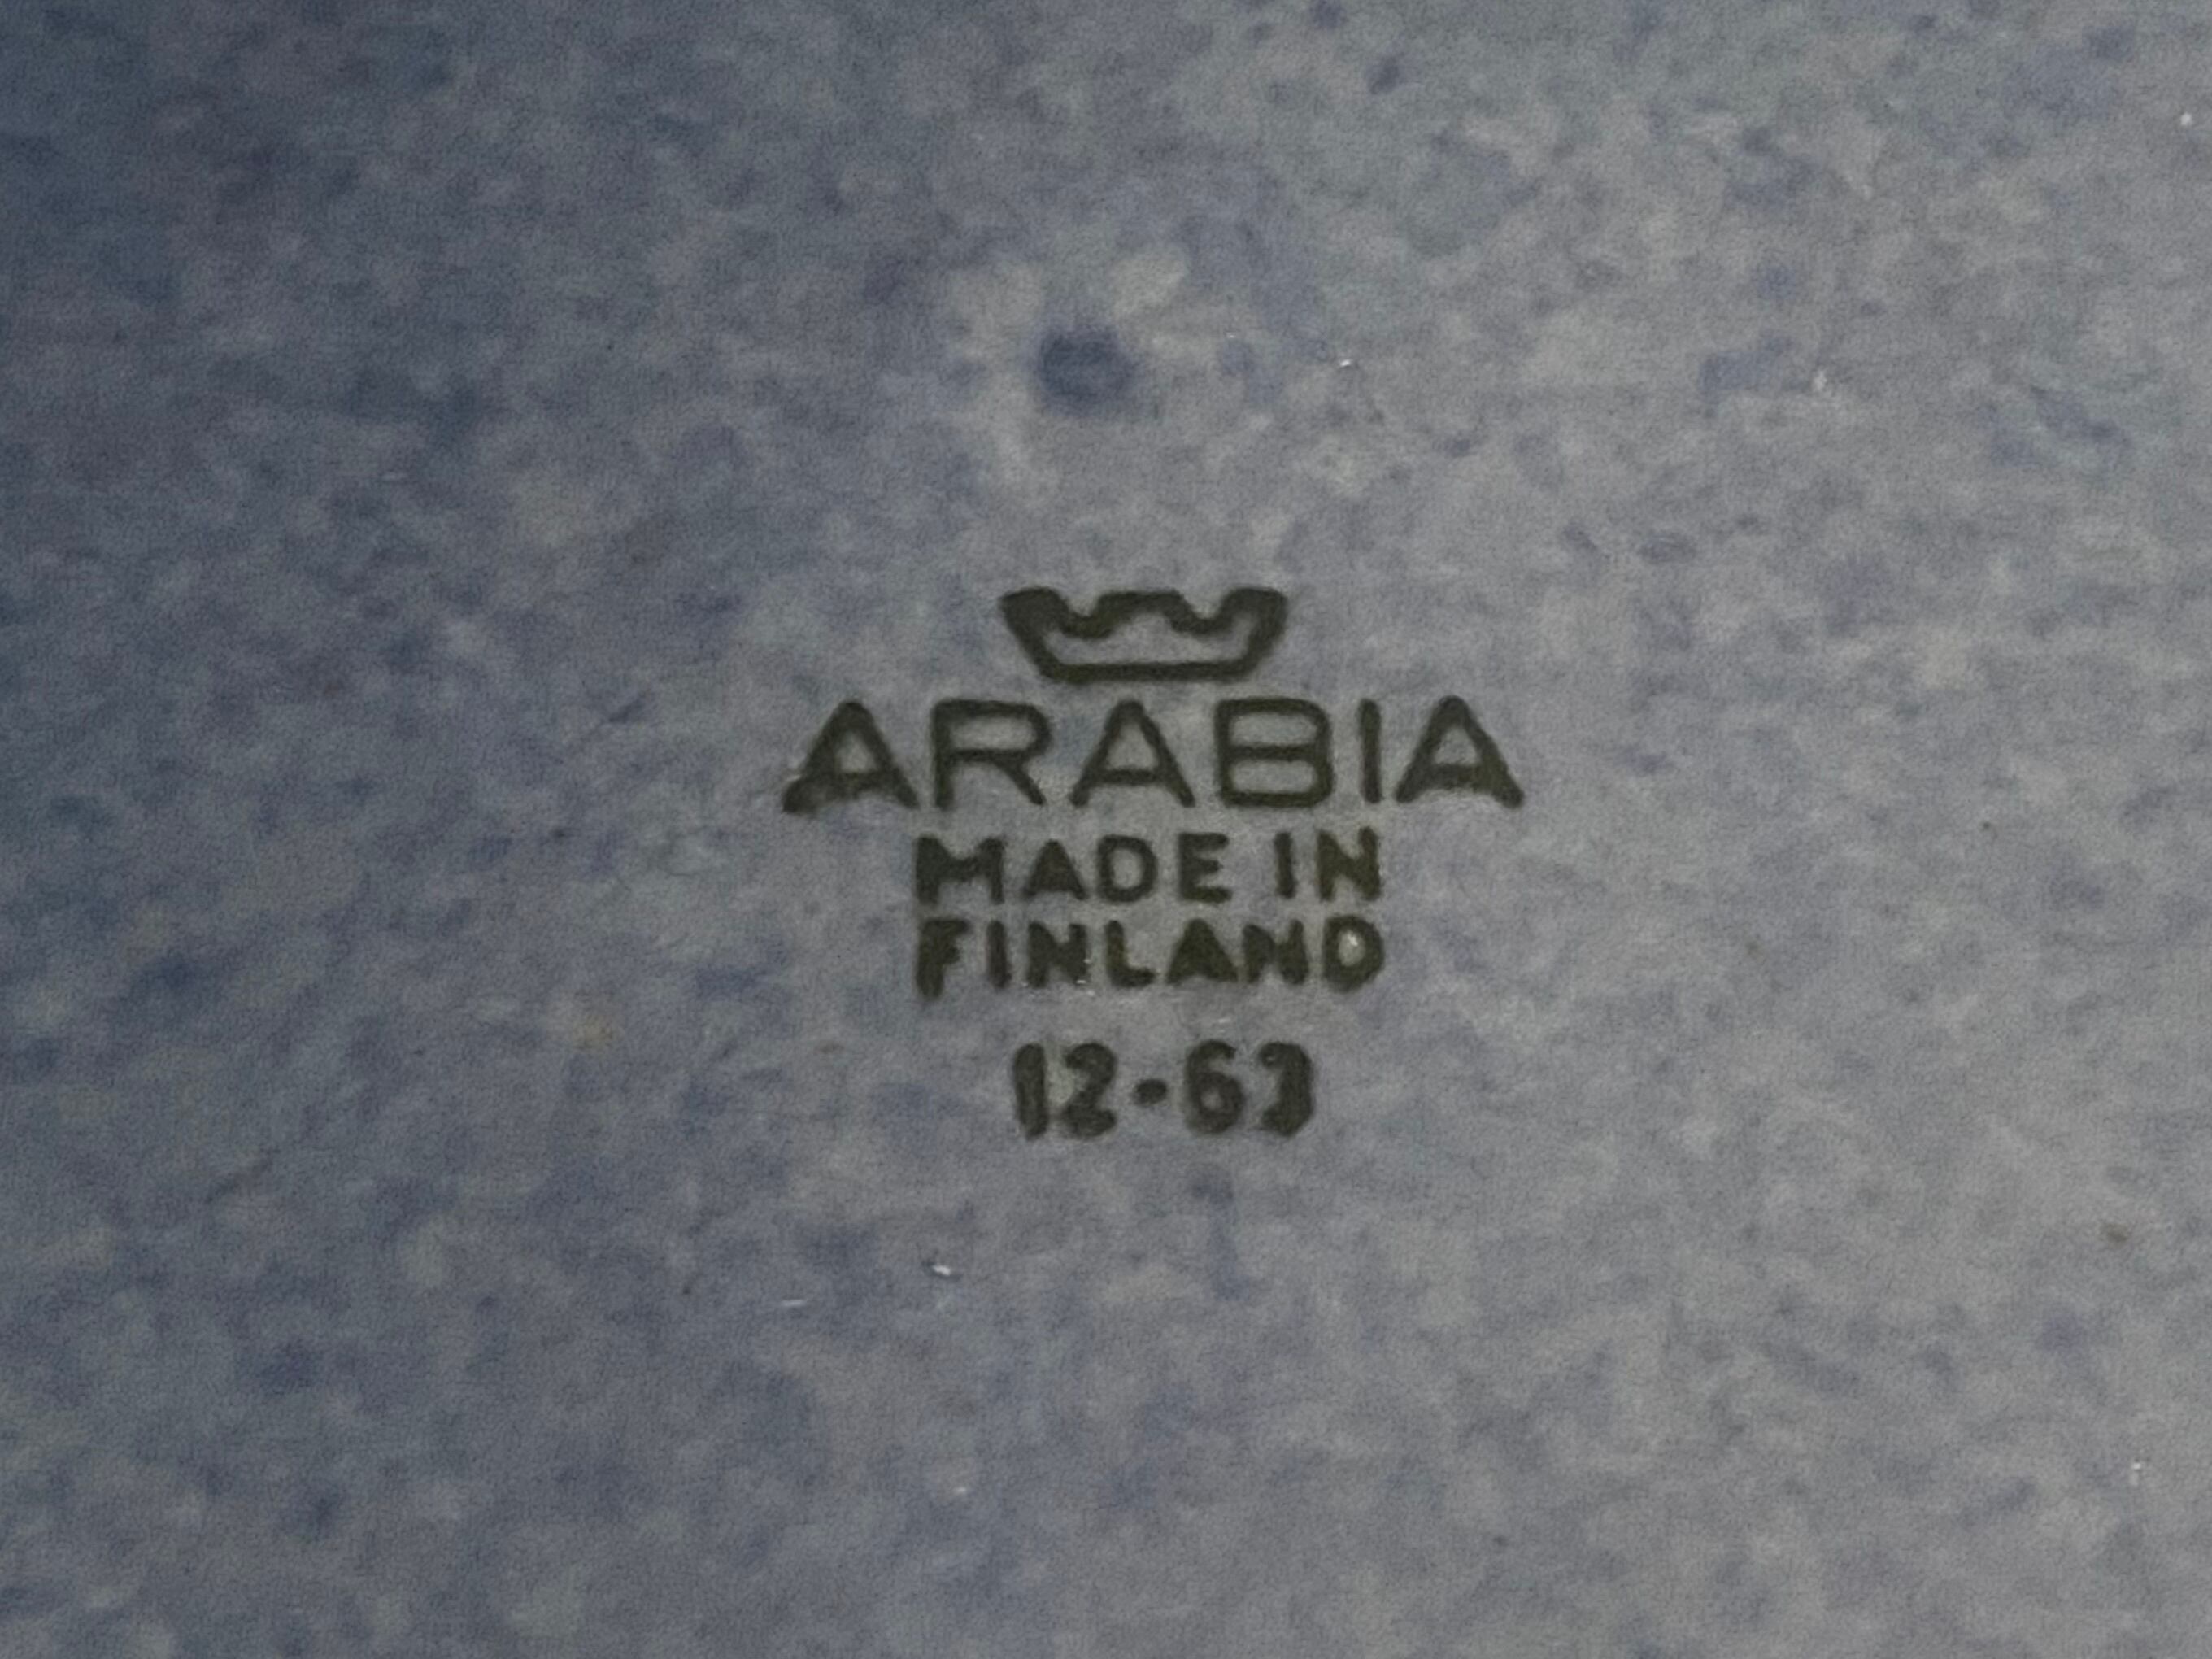 ARABIA
MADE IN
FINLAND
12-63